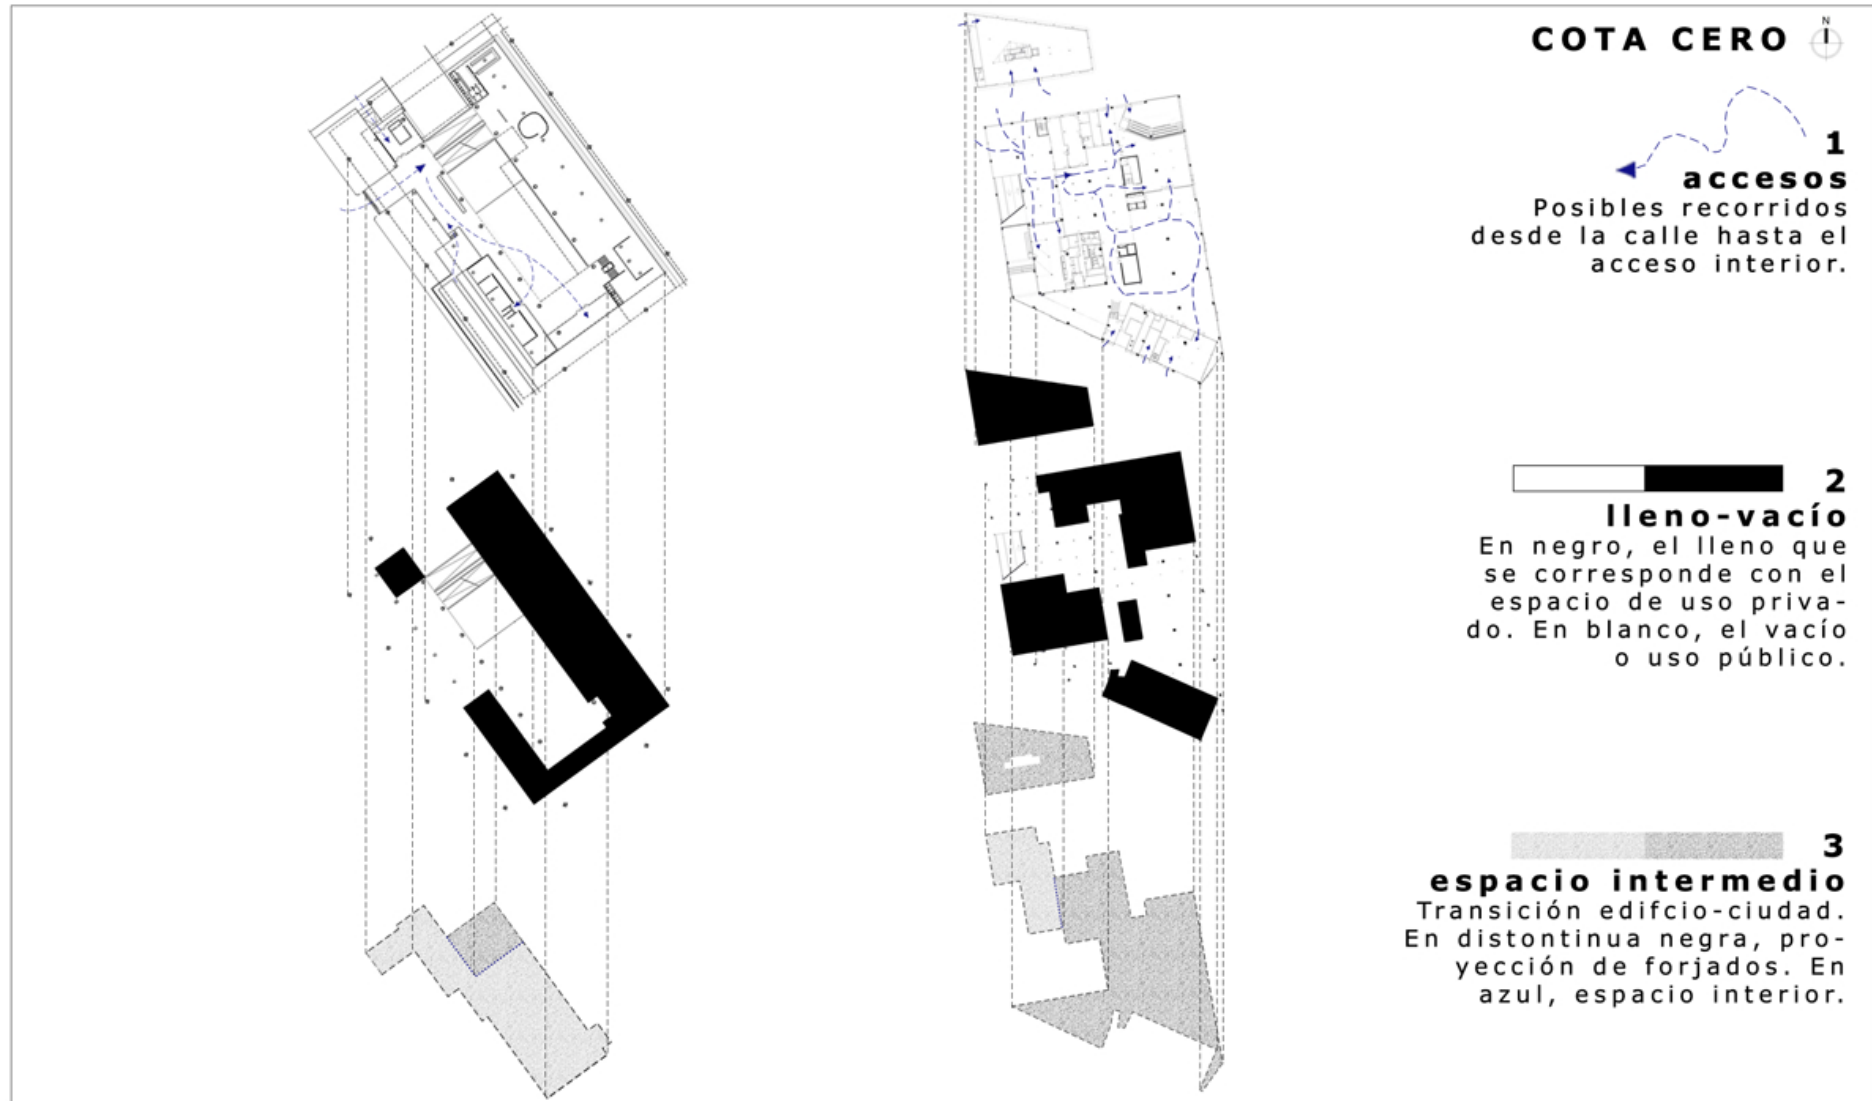 COTA CERO
N
1
accesos
Posibles recorridos
desde la calle hasta el
acceso interior.
2
lleno-vacío
En negro, el lleno que
se corresponde con el
espacio de uso priva-
do. En blanco, el vacío
o uso público.
3
espacio intermedio
Transición edifcio-ciudad.
En distontinua negra, pro-
yección de forjados. En
azul, espacio interior.